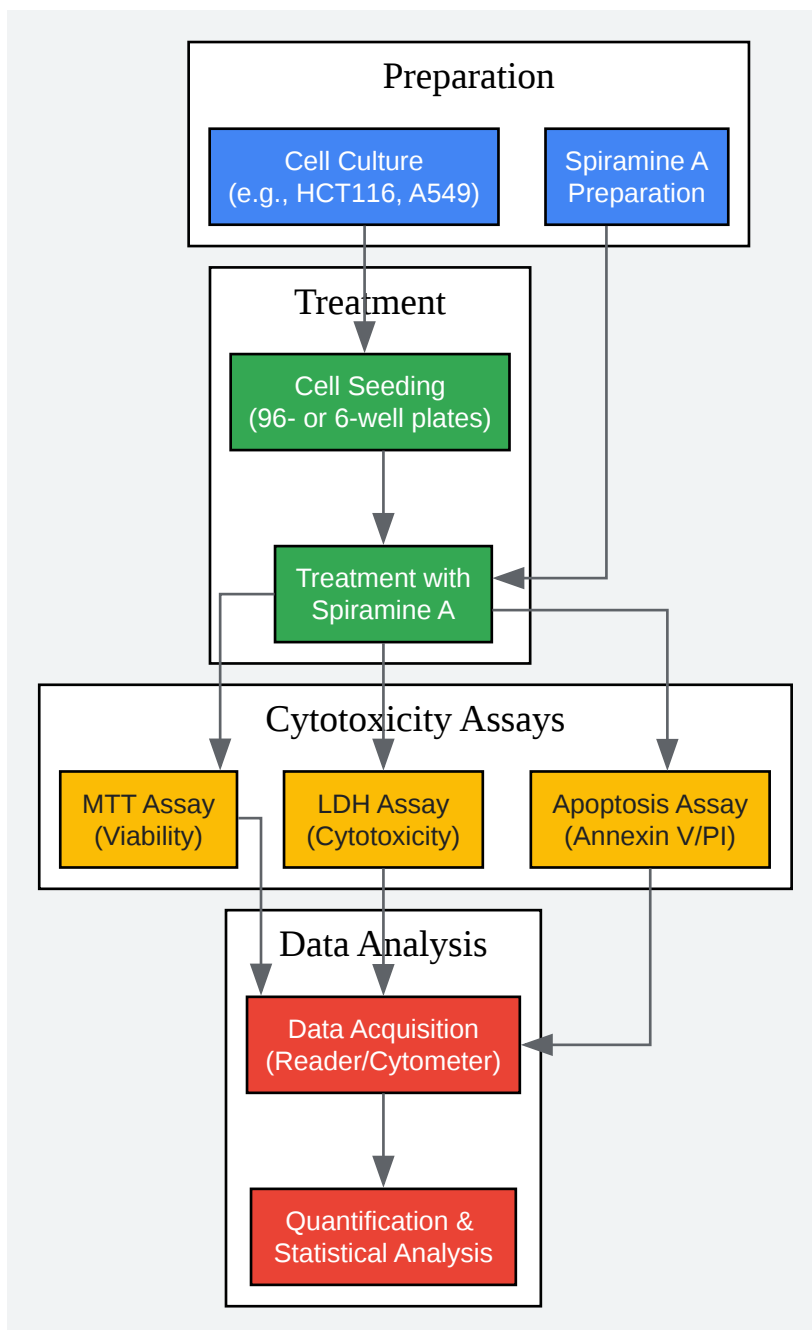 Preparation
Cell Culture
(e.g., HCT116, A549)
Spiramine A
Preparation
Treatment
Cell Seeding
(96- or 6-well plates)
Treatment with
Spiramine A
Cytotoxicity Assays
MTT Assay
(Viability)
LDH Assay
(Cytotoxicity)
Apoptosis Assay
(Annexin V/PI)
Data Analysis
Data Acquisition
(Reader/Cytometer)
Quantification &
Statistical Analysis